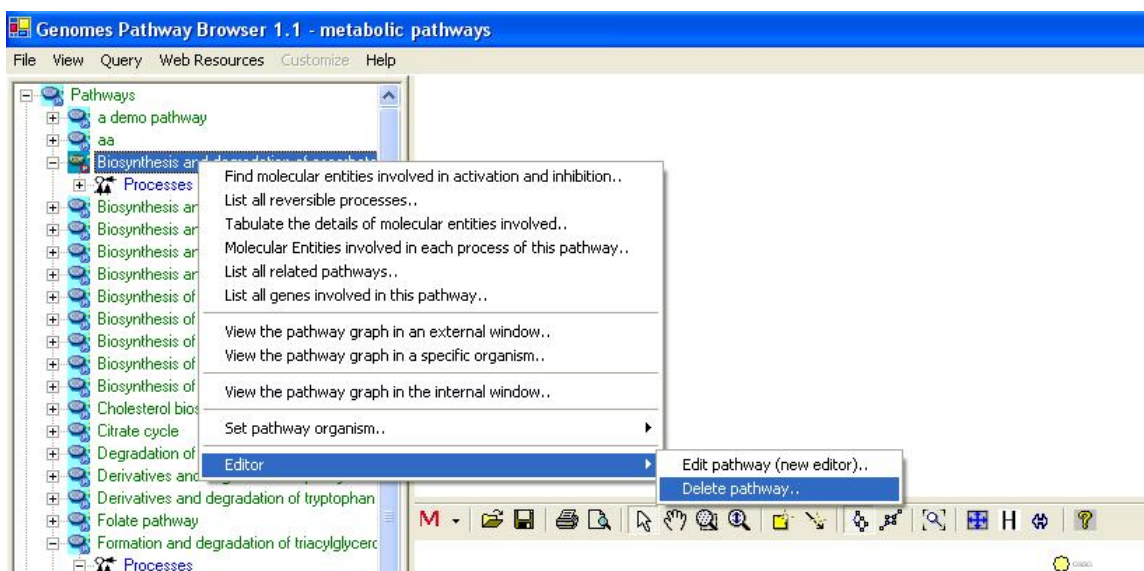 Genomes Pathway Browser 1.1 - metabolic pathways
File View Query Web Resources Customize Help
Pathways
a demo pathway
aa
Biosynthesis and degradation of ascorbate
Processes
Biosynthesis ar
Biosynthesis ar
Biosynthesis ar
Biosynthesis ar
Biosynthesis of
Biosynthesis of
Biosynthesis of
Biosynthesis of
Biosynthesis of
Cholesterol bios
Citrate cycle
Degradation of
Derivatives and
Derivatives and degradation of tryptophan
Folate pathway
Formation and degradation of triacylglycerc
Processes
Find molecular entities involved in activation and inhibition..
List all reversible processes..
Tabulate the details of molecular entities involved..
Molecular Entities involved in each process of this pathway..
List all related pathways..
List all genes involved in this pathway..
View the pathway graph in an external window..
View the pathway graph in a specific organism..
View the pathway graph in the internal window..
Set pathway organism..
Editor
Edit pathway (new editor)..
Delete pathway..
M
H